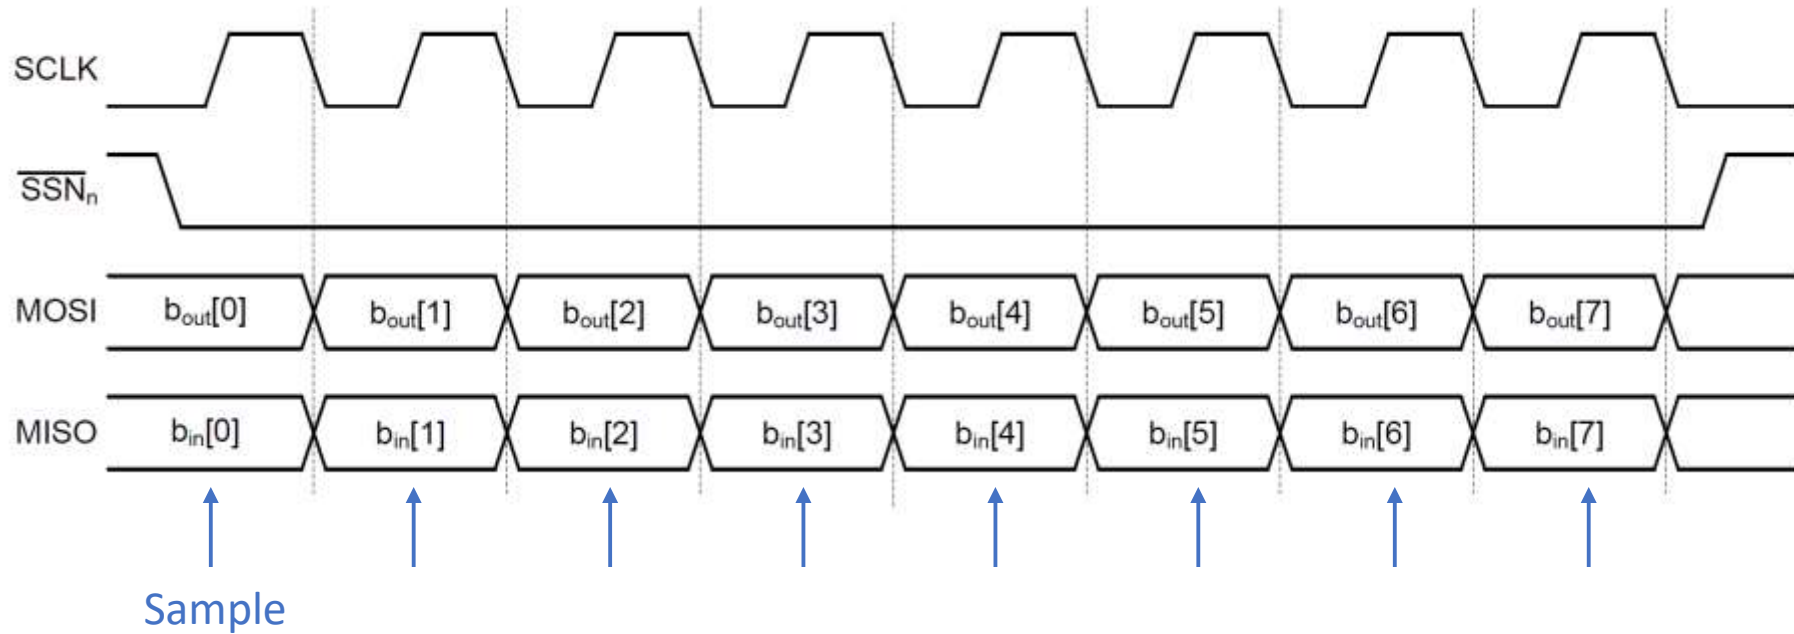 SCLK
SSNn
MOSI bout[0] bout[1] bout[2] bout[3] bout[4] bout[5] bout[6] bout[7]
MISO bin[0] bin[1] bin[2] bin[3] bin[4] bin[5] bin[6] bin[7]
Sample